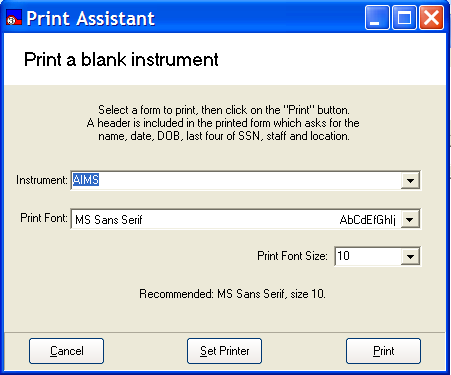 Print Assistant
Print a blank instrument
Select a form to print, then click on the "Print" button.
A header is included in the printed form which asks for the
name, date, DOB, last four of SSN, staff and location.
Instrument: AIMS
Print Font: MS Sans Serif AbCdEfGhIj
Print Font Size: 10
Recommended: MS Sans Serif, size 10.
Cancel Set Printer Print